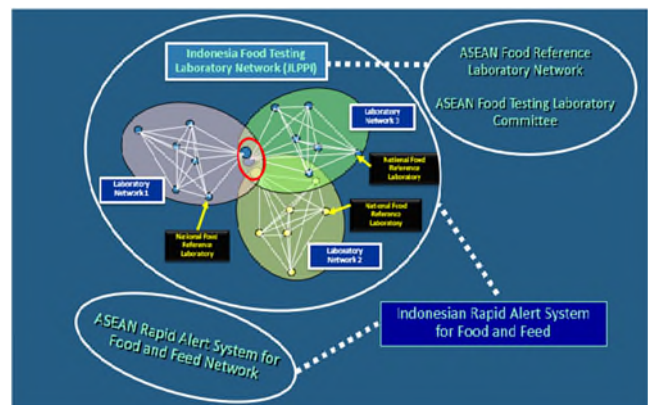 Indonesia Food Testing
Laboratory Network (JLPPI)
ASEAN Food Reference
Laboratory Network
ASEAN Food Testing Laboratory
Committee
Laboratory
Network 3
National Food
Reference
Laboratory
Laboratory
Network 1
National Food
Reference
Laboratory
National Food
Reference
Laboratory
Laboratory
Network 2
ASEAN Rapid Alert System for
Food and Feed Network
Indonesian Rapid Alert System
for Food and Feed